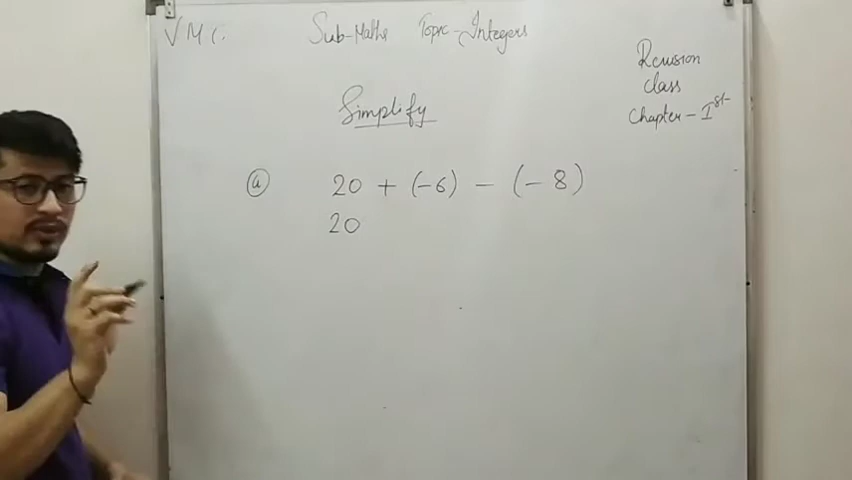 VMC: Sub-Maths Topic-Integers
Revision
class
Chapter-Ist
Simplify
(a) 20 + (-6) - (-8)
20